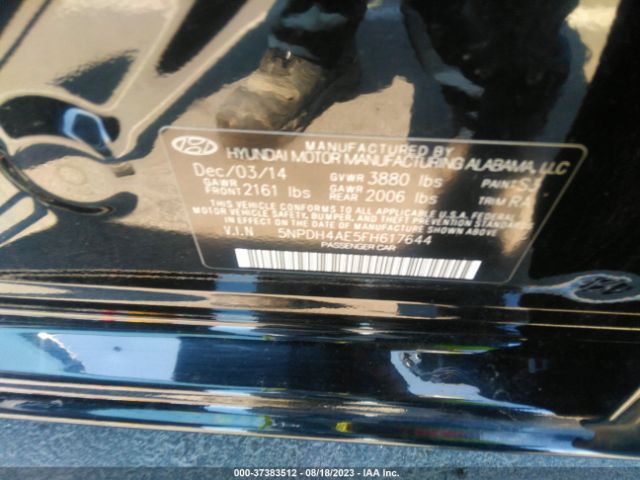 MANUFACTURED BY
HYUNDAI MOTOR MANUFACTURING ALABAMA, LLC
Dec/03/14 GVWR 3880 lbs PAINT S3
GAWR FRONT 2161 lbs GAWR REAR 2006 lbs TRIM RA
THIS VEHICLE CONFORMS TO ALL APPLICABLE U.S.A. FEDERAL
MOTOR VEHICLE SAFETY, BUMPER, AND THEFT PREVENTION STANDARDS
IN EFFECT ON THE DATE OF MANUFACTURE SHOWN ABOVE.
V.I.N 5NPDH4AE5FH617644
PASSENGER CAR
000-37383512 - 08/18/2023 - IAA Inc.